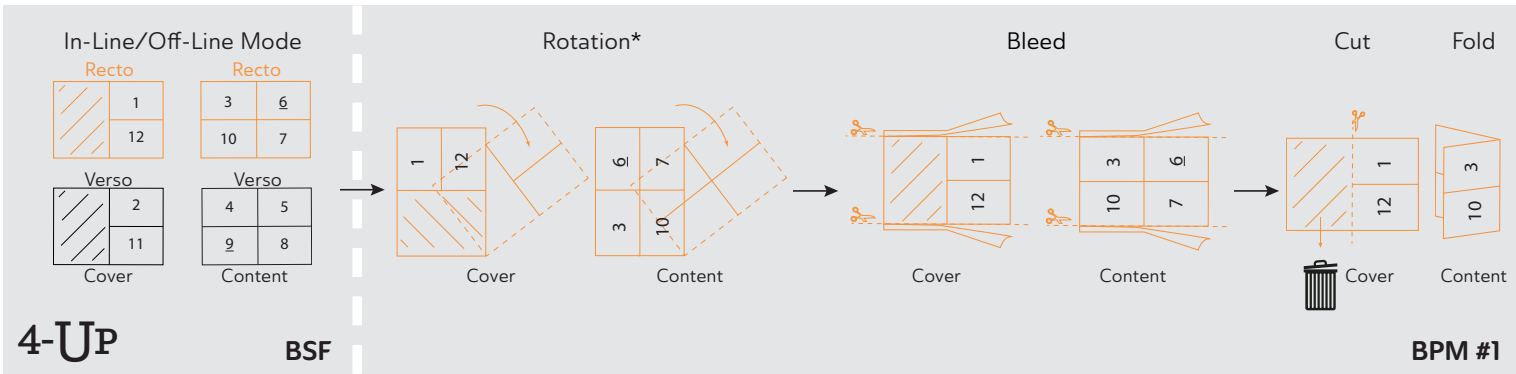 In-Line/Off-Line Mode
Recto
1
12
Recto
3 6
10 7
Verso
2
11
Cover
Verso
4 5
9 8
Content
4-UP
BSF
Rotation*
1 12
Cover
6 7
3 10
Content
Bleed
1
12
Cover
3 6
10 7
Content
Cut
1
12
Cover
Fold
3
10
Content
BPM #1